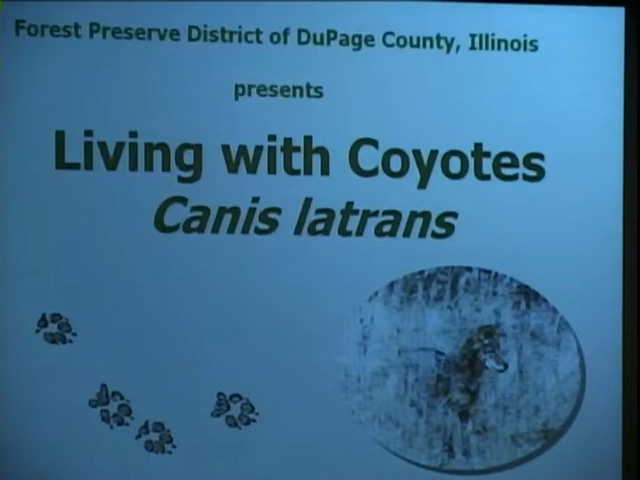 Forest Preserve District of DuPage County, Illinois
presents
Living with Coyotes
Canis latrans